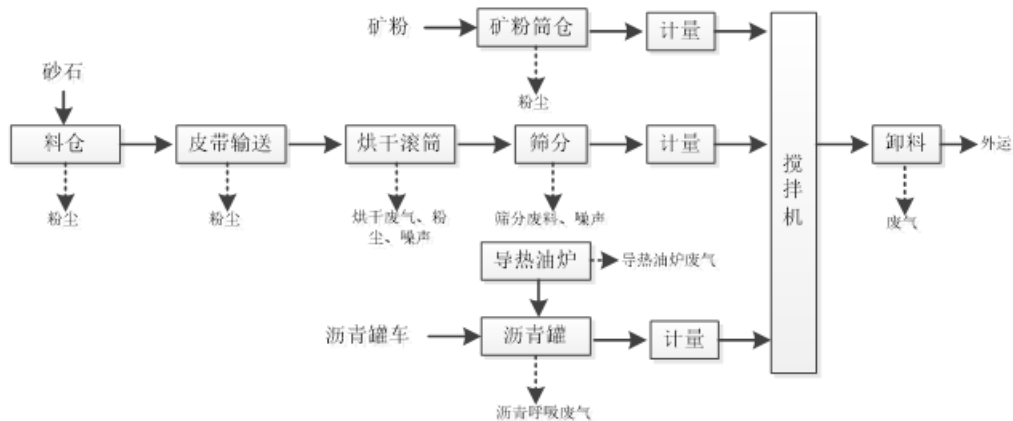 矿粉
矿粉筒仓
计量
粉尘
砂石
料仓
皮带输送
烘干滚筒
筛分
计量
搅拌机
卸料
外运
粉尘
粉尘
烘干废气、粉
尘、噪声
筛分废料、噪声
废气
导热油炉
导热油炉废气
沥青罐车
沥青罐
计量
沥青呼吸废气